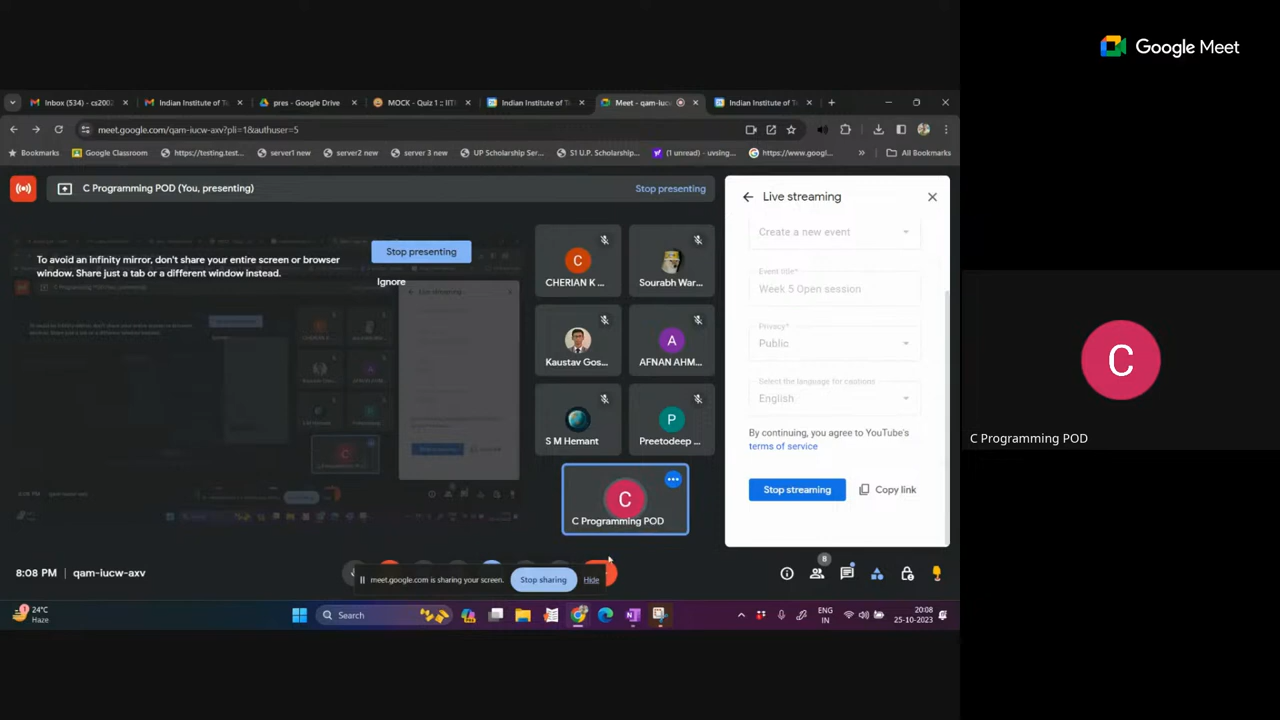 Google Meet
Inbox (534) - cs200
Indian Institute of T
pres - Google Drive
MOCK - Quiz 1 :: IIT
Indian Institute of T
Meet - qam-iucw
Indian Institute of T
meet.google.com/qam-iucw-axv?pli=1&authuser=5
Bookmarks
Google Classroom
https://testing.test...
server1 new
server2 new
server 3 new
UP Scholarship Ser...
S1 U.P. Scholarship...
(1 unread) - uvsing...
https://www.googl...
»
All Bookmarks
C Programming POD (You, presenting)
Stop presenting
Live streaming
To avoid an infinity mirror, don't share your entire screen or browser
window. Share just a tab or a different window instead.
Stop presenting
Ignore
Create a new event
Event title*
Week 5 Open session
Privacy*
Public
Select the language for captions
English
By continuing, you agree to YouTube's
terms of service
Stop streaming
Copy link
C
CHERIAN K ...
Sourabh War...
Kaustav Gos...
A
AFNAN AHM...
S M Hemant
P
Preetodeep ...
C
C Programming POD
C
C Programming POD
8:08 PM
qam-iucw-axv
meet.google.com is sharing your screen.
Stop sharing
Hide
8
1
24°C
Haze
Search
ENG
IN
20:08
25-10-2023